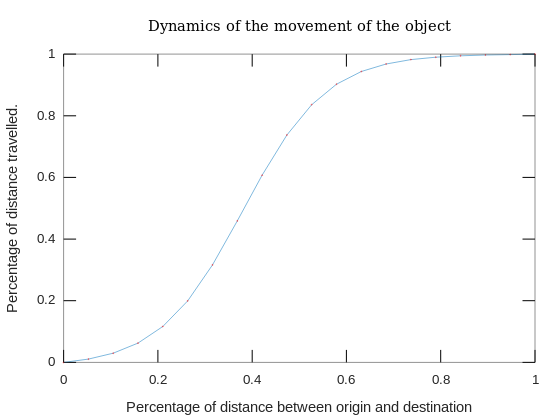 Dynamics of the movement of the object
1
0.8
0.6
0.4
0.2
0
Percentage of distance travelled.
0 0.2 0.4 0.6 0.8 1
Percentage of distance between origin and destination